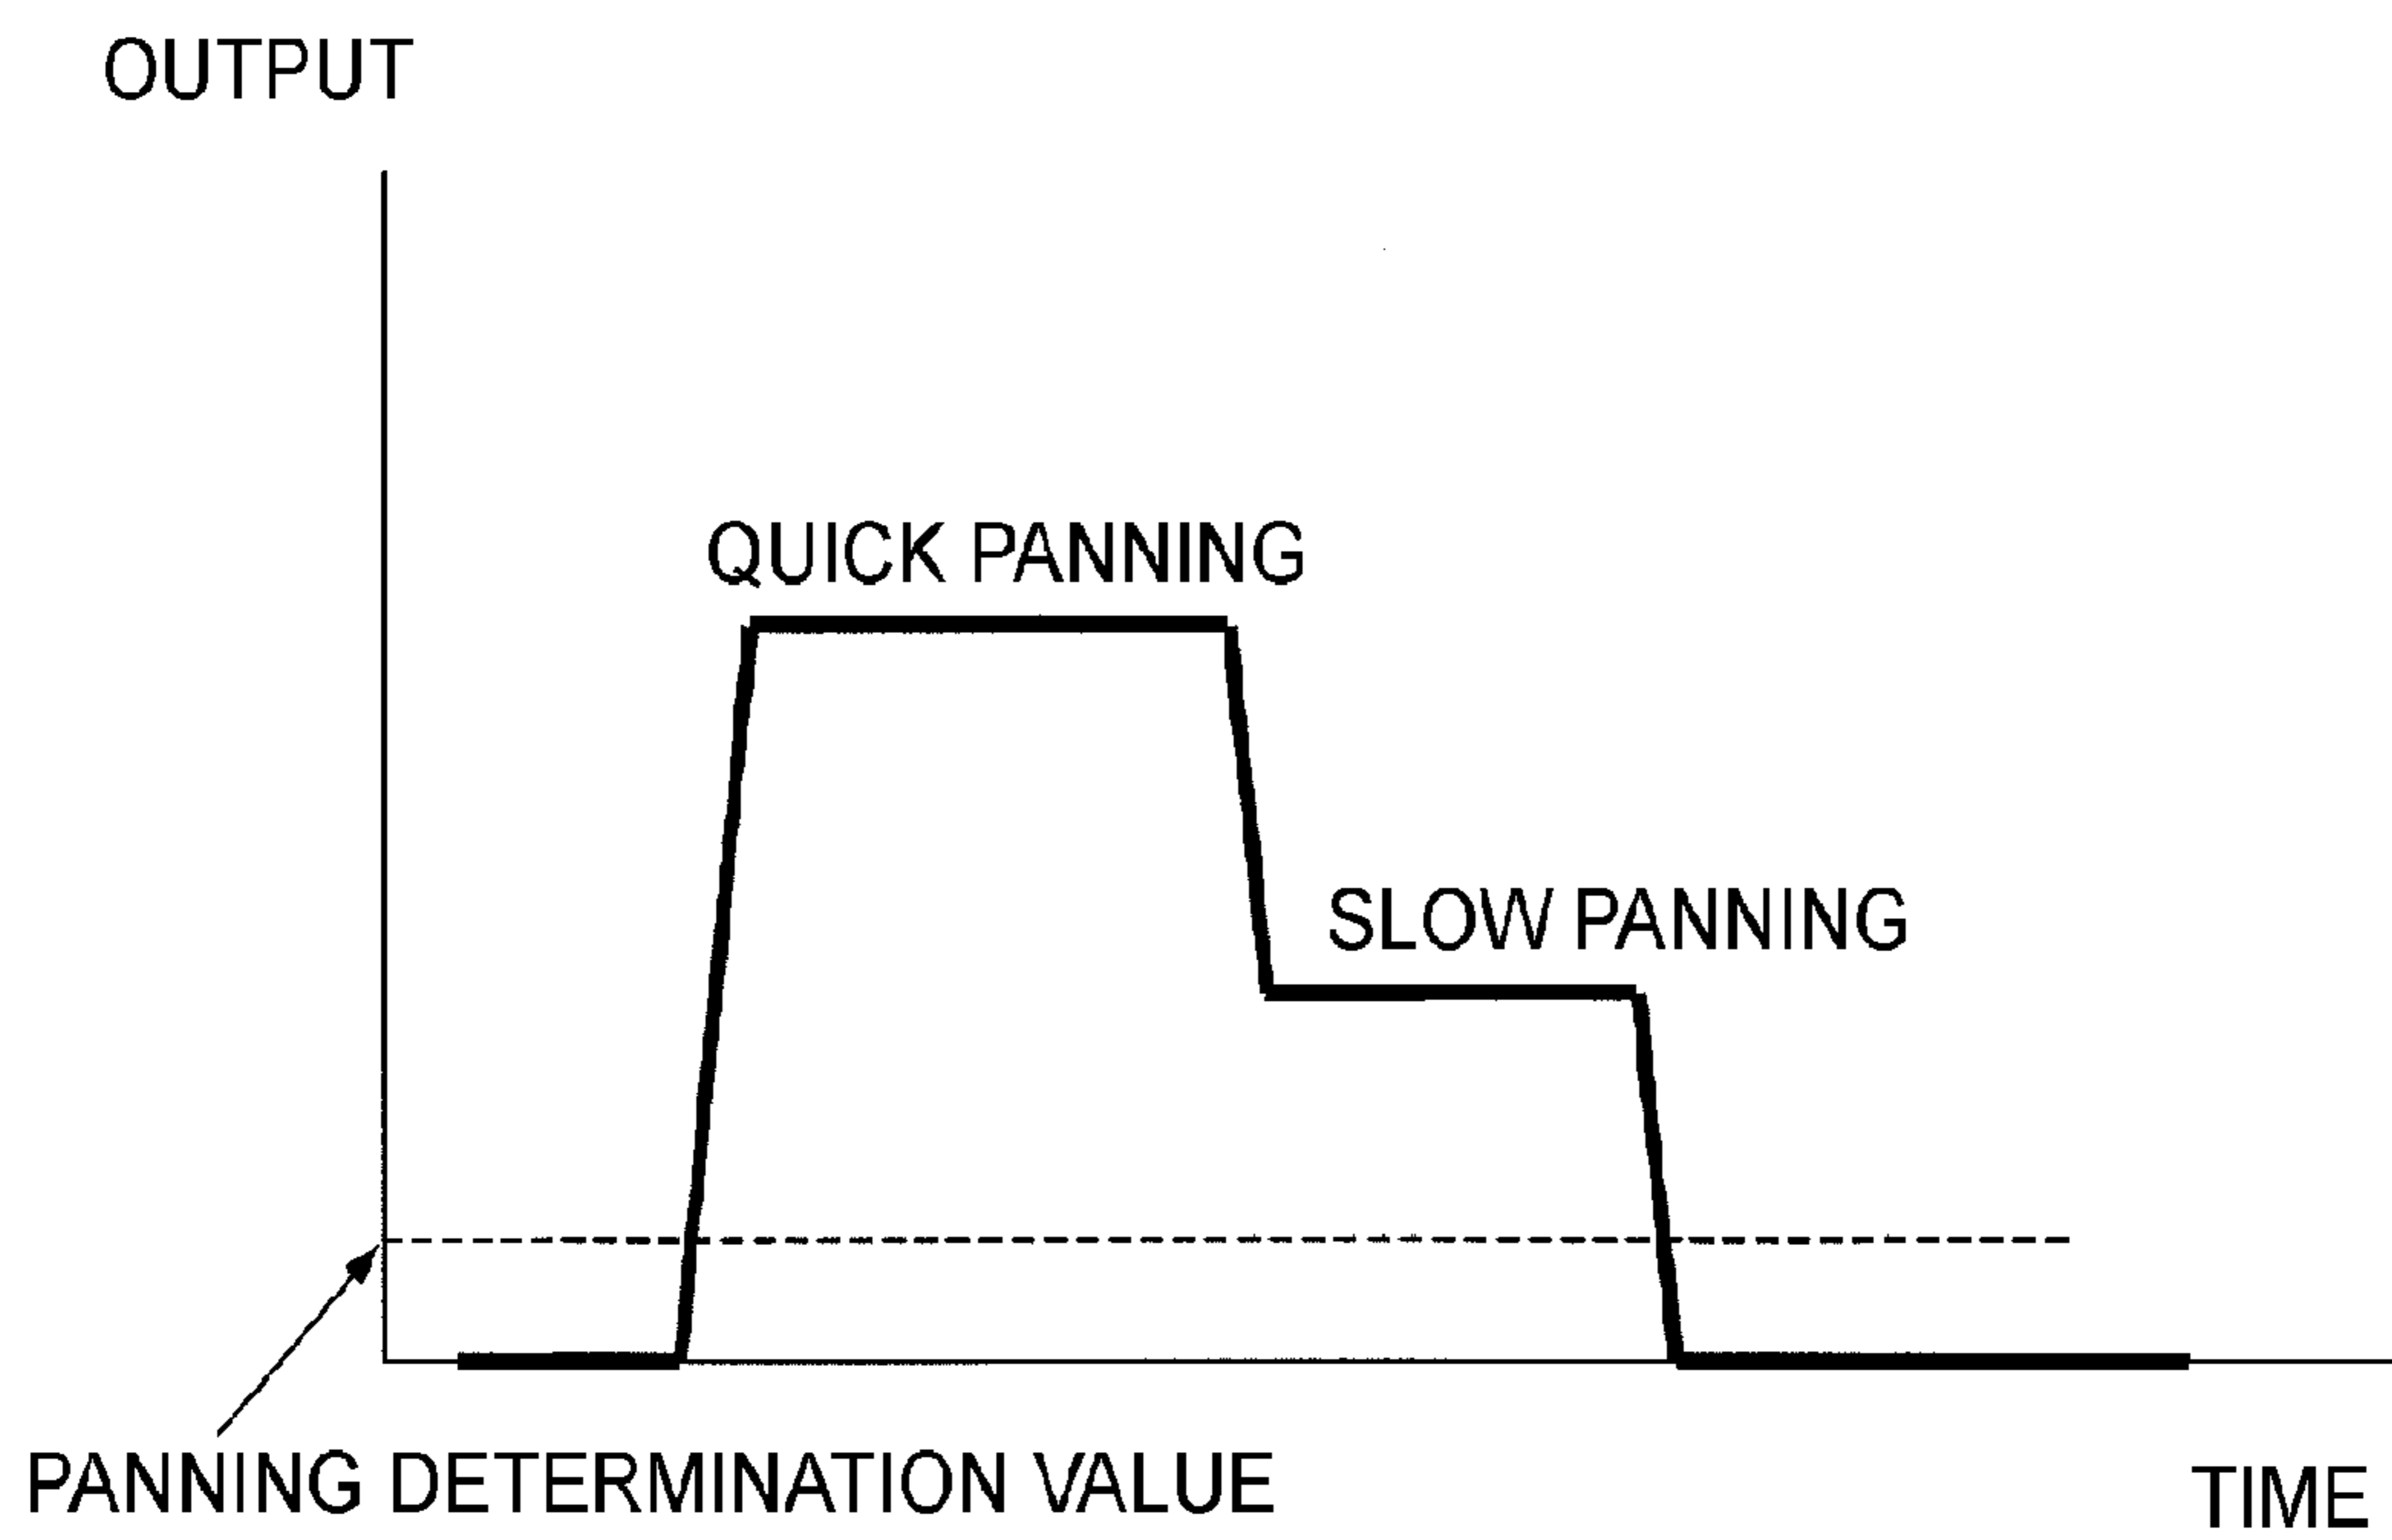 OUTPUT
QUICK PANNING
SLOW PANNING
PANNING DETERMINATION VALUE
TIME